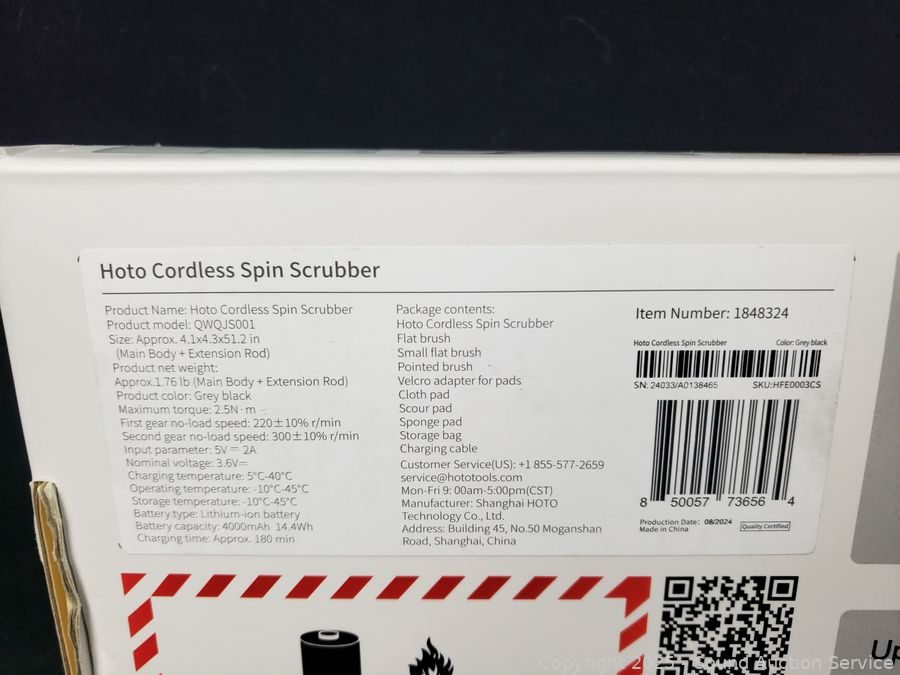 Hoto Cordless Spin Scrubber
Product Name: Hoto Cordless Spin Scrubber
Product model: QWQJS001
Size: Approx. 4.1x4.3x51.2 in
(Main Body + Extension Rod)
Product net weight:
Approx.1.76 lb (Main Body + Extension Rod)
Product color: Grey black
Maximum torque: 2.5N·m
First gear no-load speed: 220±10% r/min
Second gear no-load speed: 300±10% r/min
Input parameter: 5V⎓2A
Nominal voltage: 3.6V⎓
Charging temperature: 5°C-40°C
Operating temperature: -10°C-45°C
Storage temperature: -10°C-45°C
Battery type: Lithium-ion battery
Battery capacity: 4000mAh 14.4Wh
Charging time: Approx. 180 min
Package contents:
Hoto Cordless Spin Scrubber
Flat brush
Small flat brush
Pointed brush
Velcro adapter for pads
Cloth pad
Scour pad
Sponge pad
Storage bag
Charging cable
Customer Service(US): +1 855-577-2659
service@hototools.com
Mon-Fri 9: 00am-5:00pm(CST)
Manufacturer: Shanghai HOTO
Technology Co., Ltd.
Address: Building 45, No.50 Moganshan
Road, Shanghai, China
Item Number: 1848324
Hoto Cordless Spin Scrubber Color: Grey black
SN: 24033/A0138465 SKU:HFE0003CS
8 50057 73656 4
Production Date: 08/2024
Made in China
Quality Certified
Up
Copyright 2025 Sound Auction Service